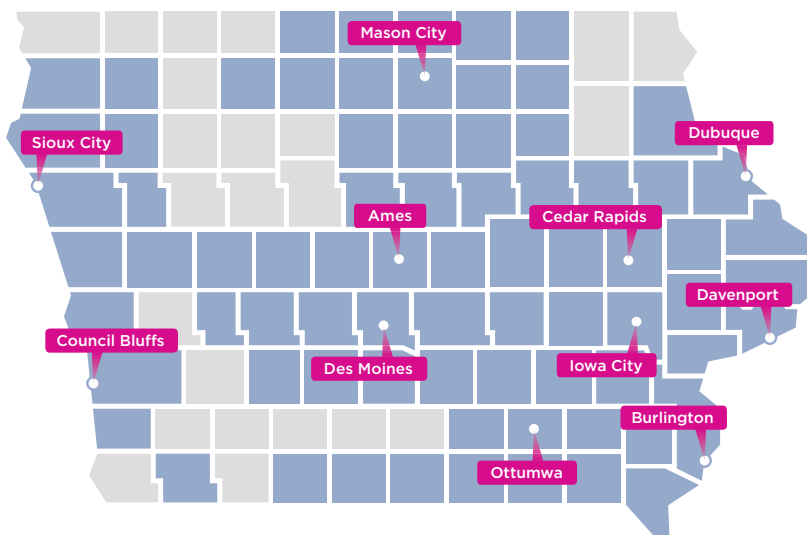 Mason City
Sioux City
Dubuque
Ames
Cedar Rapids
Davenport
Council Bluffs
Des Moines
Iowa City
Burlington
Ottumwa